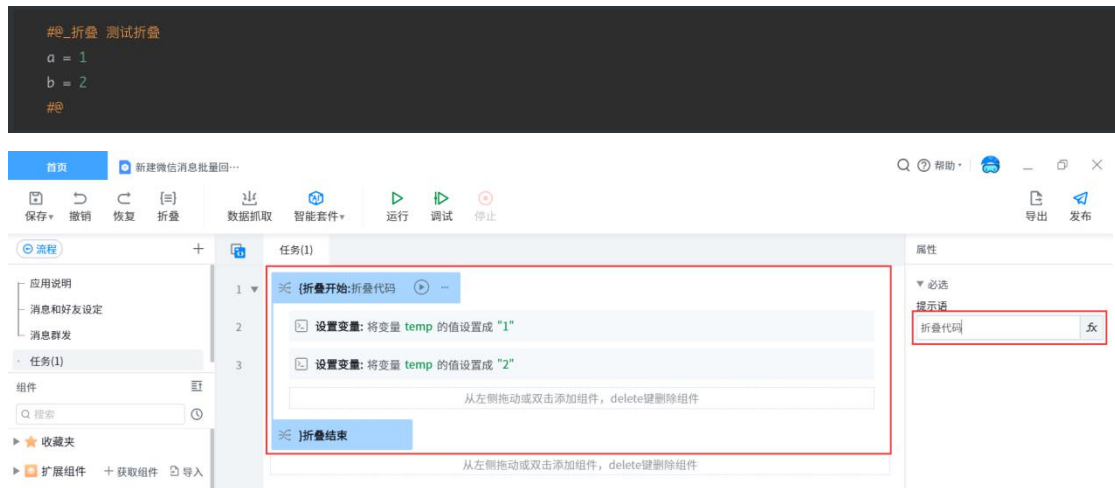 #@_折叠 测试折叠
a = 1
b = 2
#@
首页
新建微信消息批量回…
帮助
保存 撤销 恢复 {≡} 折叠 数据抓取 智能套件 运行 调试 停止 导出 发布
流程
任务(1)
属性
应用说明
消息和好友设定
消息群发
任务(1)
组件
搜索
收藏夹
扩展组件 + 获取组件 导入
1 {折叠开始:折叠代码 …
2 设置变量: 将变量 temp 的值设置成 "1"
3 设置变量: 将变量 temp 的值设置成 "2"
从左侧拖动或双击添加组件，delete键删除组件
}折叠结束
从左侧拖动或双击添加组件，delete键删除组件
必选
提示语
折叠代码 fx